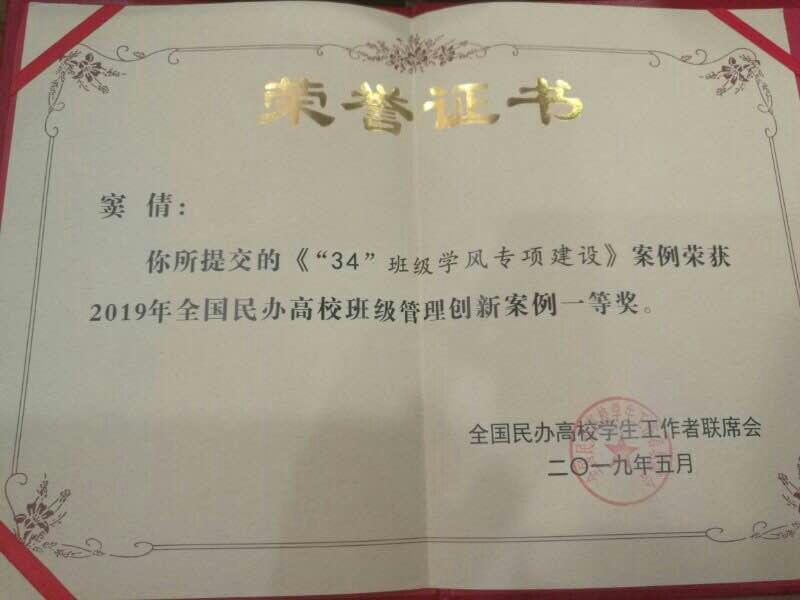 荣誉证书
窦倩：
你所提交的《“34”班级学风专项建设》案例荣获
2019年全国民办高校班级管理创新案例一等奖。
全国民办高校学生工作者联席会
二〇一九年五月